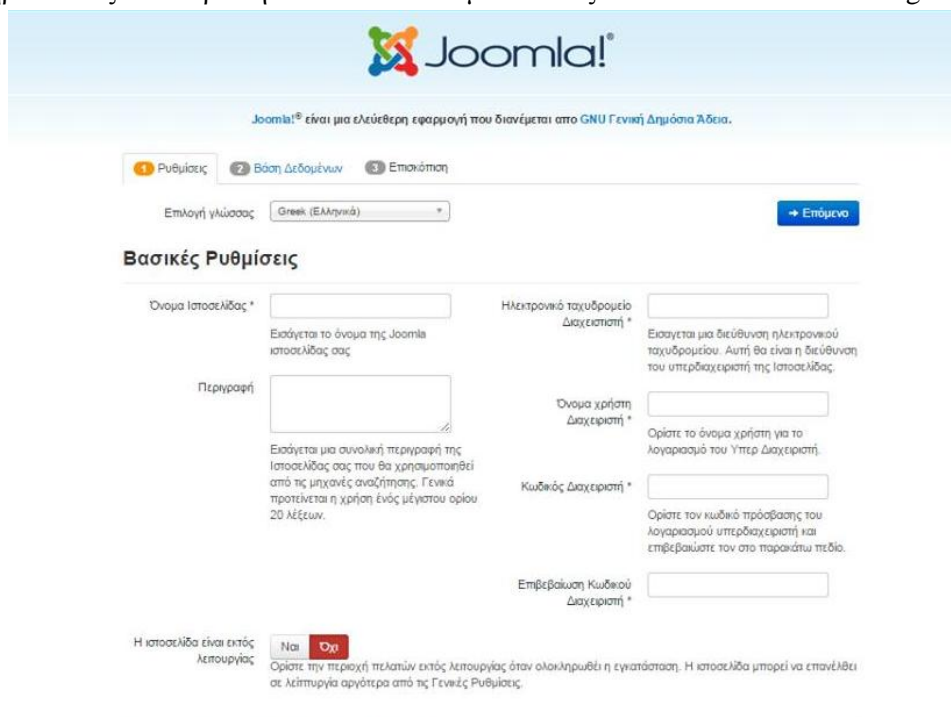 Joomla!®
Joomla!® είναι μια ελεύθερη εφαρμογή που διανέμεται απο GNU Γενική Δημόσια Άδεια.
1 Ρυθμίσεις 2 Βάση Δεδομένων 3 Επισκόπιση
Επιλογή γλώσσας Greek (Ελληνικά) → Επόμενο
Βασικές Ρυθμίσεις
Όνομα Ιστοσελίδας *
Εισάγεται το όνομα της Joomla
ιστοσελίδας σας
Περιγραφή
Εισάγεται μια συνολική περιγραφή της
Ιστοσελίδας σας που θα χρησιμοποιηθεί
από τις μηχανές αναζήτησης. Γενικά
προτείνεται η χρήση ένός μέγιστου ορίου
20 λέξεων.
Ηλεκτρονικό ταχυδρομείο
Διαχειστιστή *
Εισαγεται μια διεύθυνση ηλεκτρονικού
ταχυδρομείου. Αυτή θα είναι η διεύθυνση
του υπερδιαχειριστή της Ιστοσελίδας.
Όνομα χρήστη
Διαχειριστή *
Ορίστε το όνομα χρήστη για το
λογαριασμό του Υπερ Διαχειριστή.
Κωδικός Διαχειριστή *
Ορίστε τον κωδικό πρόσβασης του
λογαριασμού υπερδιαχειριστή και
επιβεβαιώστε τον στο παρακάτω πεδίο.
Επιβεβαίωση Κωδικού
Διαχειριστή *
Η ιστοσελίδα είναι εκτός
λειτουργίας
Ναι Όχι
Ορίστε την περιοχή πελατών εκτός λειτουργίας όταν ολοκληρωθεί η εγκατάσταση. Η ιστοσελίδα μπορεί να επανέλθει
σε λείπτυργία αργότερα από τις Γενικές Ρυθμίσεις.